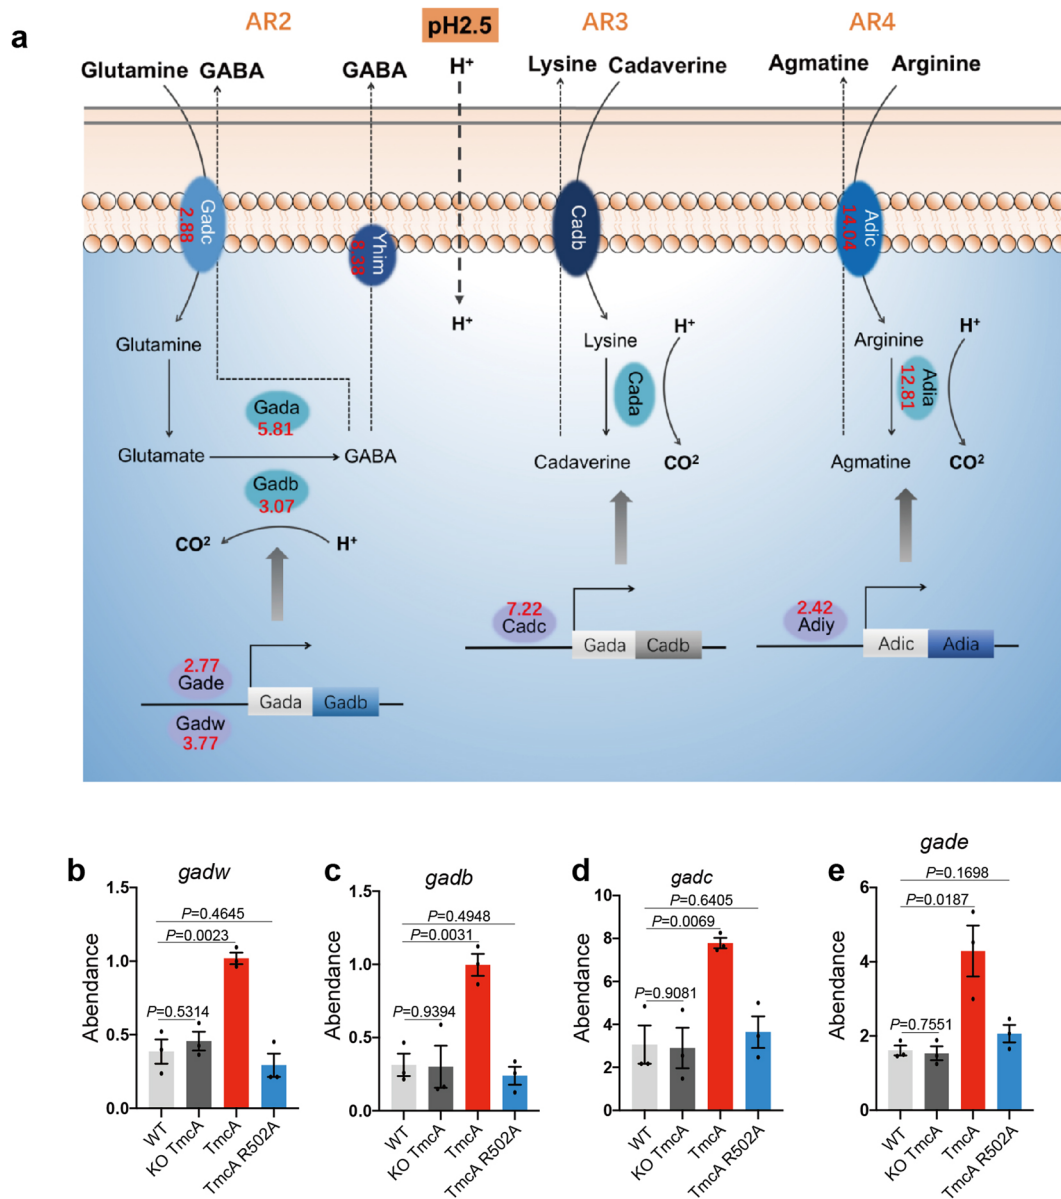 a
AR2
pH2.5
AR3
AR4
Glutamine GABA
GABA
H⁺
Lysine Cadaverine
Agmatine Arginine
Gadc
2.88
Yhim
8.38
Cadb
Adic
14.04
H⁺
Glutamine
Lysine
H⁺
Arginine
H⁺
Gada
5.81
Cada
Adia
12.81
Glutamate
GABA
Cadaverine
CO²
Agmatine
CO²
Gadb
3.07
CO²
H⁺
7.22
Cadc
Gada
Cadb
2.42
Adiy
Adic
Adia
2.77
Gade
Gada
Gadb
Gadw
3.77
b
gadw
Abendance
1.5
1.0
0.5
0.0
P=0.4645
P=0.0023
P=0.5314
WT
KO TmcA
TmcA
TmcA R502A
c
gadb
Abendance
1.5
1.0
0.5
0.0
P=0.4948
P=0.0031
P=0.9394
WT
KO TmcA
TmcA
TmcA R502A
d
gadc
Abendance
10
8
6
4
2
0
P=0.6405
P=0.0069
P=0.9081
WT
KO TmcA
TmcA
TmcA R502A
e
gade
Abendance
6
4
2
0
P=0.1698
P=0.0187
P=0.7551
WT
KO TmcA
TmcA
TmcA R502A